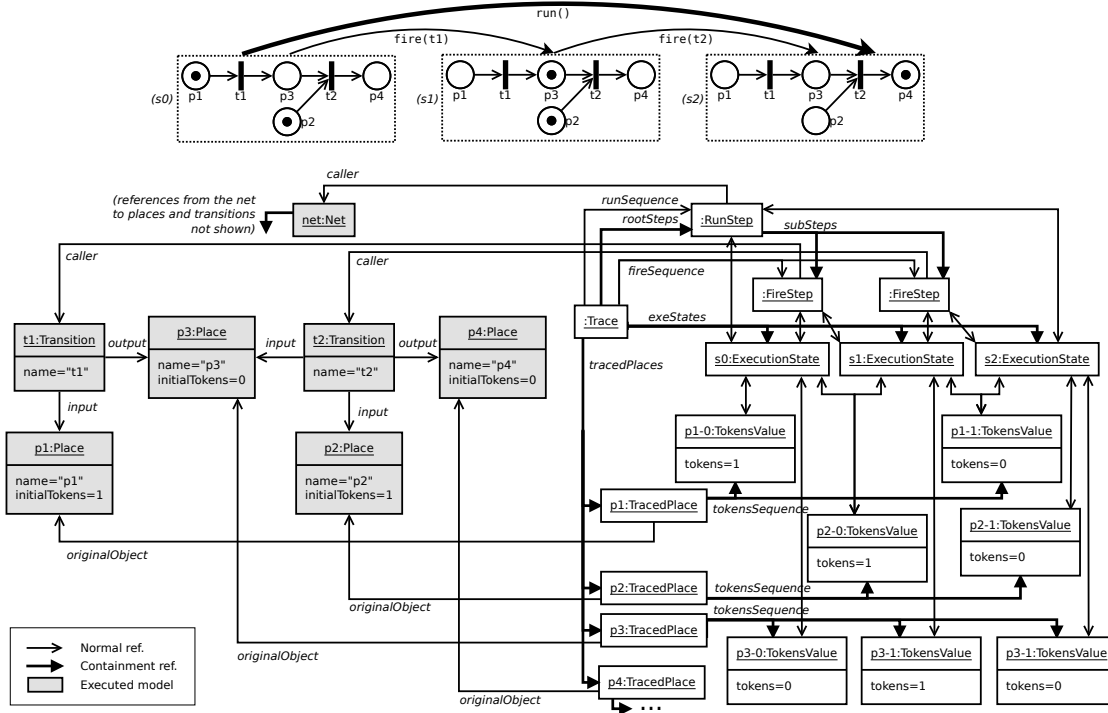 run()
fire(t1)
fire(t2)
(s0)
p1
t1
p3
t2
p4
p2
(s1)
p1
t1
p3
t2
p4
p2
(s2)
p1
t1
p3
t2
p4
p2
caller
(references from the net
to places and transitions
not shown)
net:Net
runSequence
rootSteps
:RunStep
subSteps
caller
caller
fireSequence
:FireStep
:FireStep
:Trace
exeStates
tracedPlaces
t1:Transition
name="t1"
output
p3:Place
name="p3"
initialTokens=0
input
t2:Transition
name="t2"
output
p4:Place
name="p4"
initialTokens=0
s0:ExecutionState
s1:ExecutionState
s2:ExecutionState
input
input
p1:Place
name="p1"
initialTokens=1
p2:Place
name="p2"
initialTokens=1
p1-0:TokensValue
tokens=1
p1-1:TokensValue
tokens=0
p1:TracedPlace
tokensSequence
originalObject
p2-0:TokensValue
tokens=1
p2-1:TokensValue
tokens=0
p2:TracedPlace
tokensSequence
originalObject
p3:TracedPlace
tokensSequence
originalObject
p3-0:TokensValue
tokens=0
p3-1:TokensValue
tokens=1
p3-1:TokensValue
tokens=0
p4:TracedPlace
originalObject
...
Normal ref.
Containment ref.
Executed model